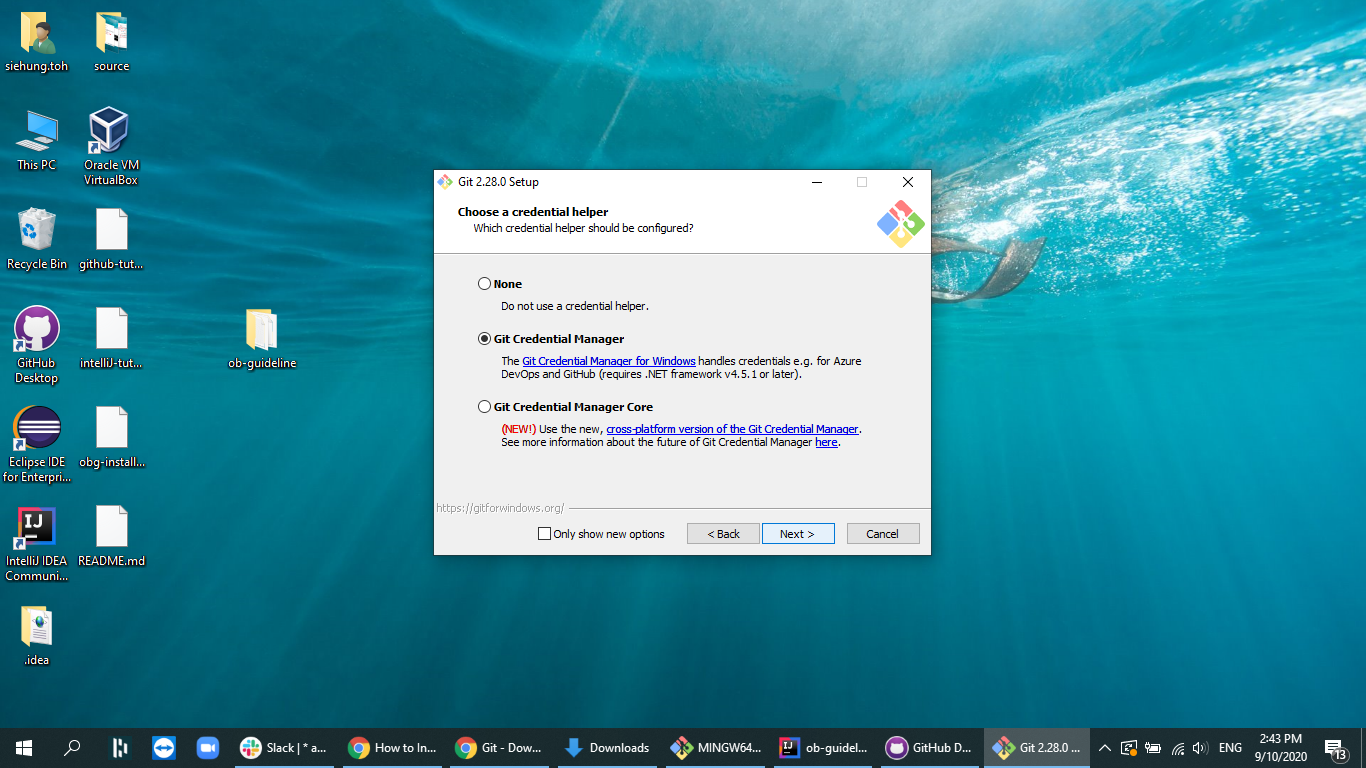 siehung.toh
source
This PC
Oracle VM
VirtualBox
Recycle Bin
github-tut...
GitHub
Desktop
intelliJ-tut...
ob-guideline
Eclipse IDE
for Enterpri...
obg-install...
IntelliJ IDEA
Communi...
README.md
.idea
Git 2.28.0 Setup
Choose a credential helper
Which credential helper should be configured?
None
Do not use a credential helper.
Git Credential Manager
The Git Credential Manager for Windows handles credentials e.g. for Azure
DevOps and GitHub (requires .NET framework v4.5.1 or later).
Git Credential Manager Core
(NEW!) Use the new, cross-platform version of the Git Credential Manager.
See more information about the future of Git Credential Manager here.
https://gitforwindows.org/
Only show new options
< Back
Next >
Cancel
Slack | * a...
How to In...
Git - Dow...
Downloads
MINGW64...
ob-guidel...
GitHub D...
Git 2.28.0 ...
ENG
2:43 PM
9/10/2020
13
IJ